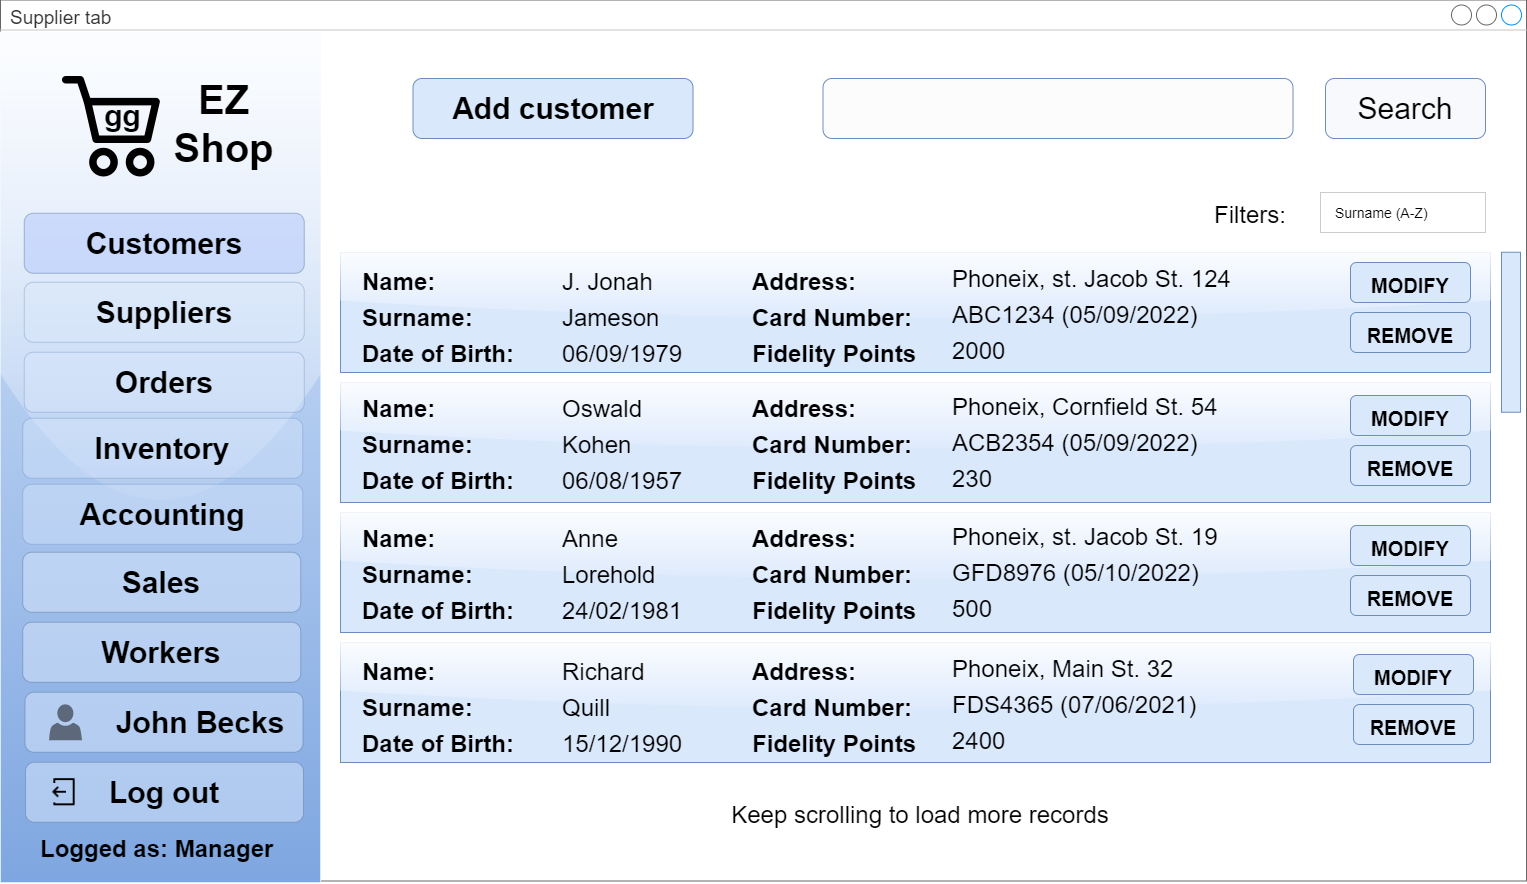 Supplier tab
gg
EZ
Shop
Add customer
Search
Filters:
Surname (A-Z)
Customers
Suppliers
Orders
Inventory
Accounting
Sales
Workers
John Becks
Log out
Logged as: Manager
Name: J. Jonah Address: Phoneix, st. Jacob St. 124
Surname: Jameson Card Number: ABC1234 (05/09/2022)
Date of Birth: 06/09/1979 Fidelity Points 2000
MODIFY
REMOVE
Name: Oswald Address: Phoneix, Cornfield St. 54
Surname: Kohen Card Number: ACB2354 (05/09/2022)
Date of Birth: 06/08/1957 Fidelity Points 230
MODIFY
REMOVE
Name: Anne Address: Phoneix, st. Jacob St. 19
Surname: Lorehold Card Number: GFD8976 (05/10/2022)
Date of Birth: 24/02/1981 Fidelity Points 500
MODIFY
REMOVE
Name: Richard Address: Phoneix, Main St. 32
Surname: Quill Card Number: FDS4365 (07/06/2021)
Date of Birth: 15/12/1990 Fidelity Points 2400
MODIFY
REMOVE
Keep scrolling to load more records